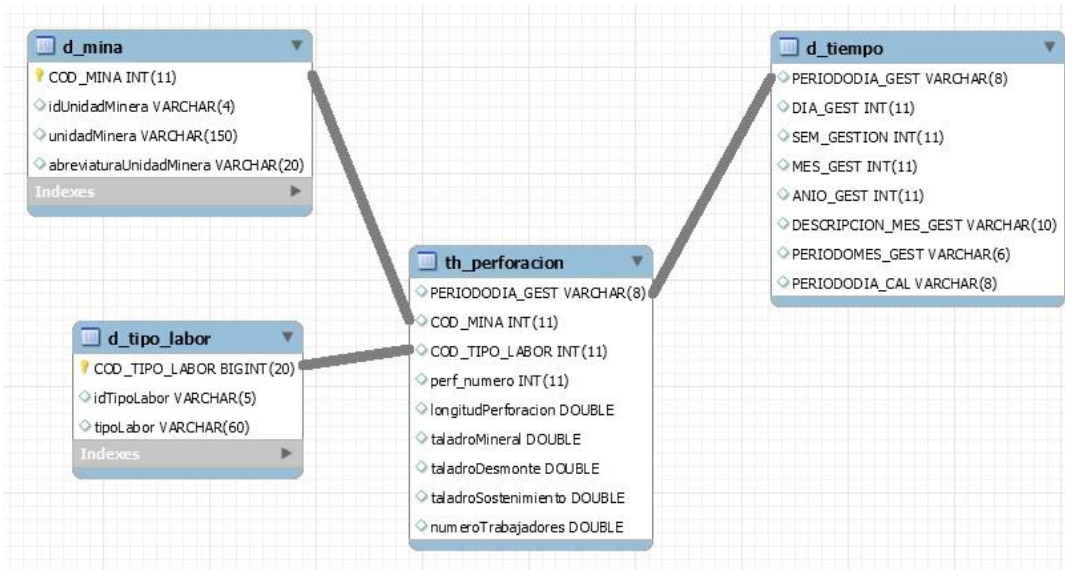 d_mina
COD_MINA INT(11)
idUnidadMinera VARCHAR(4)
unidadMinera VARCHAR(150)
abreviaturaUnidadMinera VARCHAR(20)
Indexes
d_tiempo
PERIODODIA_GEST VARCHAR(8)
DIA_GEST INT(11)
SEM_GESTION INT(11)
MES_GEST INT(11)
ANIO_GEST INT(11)
DESCRIPCION_MES_GEST VARCHAR(10)
PERIODOMES_GEST VARCHAR(6)
PERIODODIA_CAL VARCHAR(8)
th_perforacion
PERIODODIA_GEST VARCHAR(8)
COD_MINA INT(11)
COD_TIPO_LABOR INT(11)
perf_numero INT(11)
longitudPerforacion DOUBLE
taladroMineral DOUBLE
taladroDesmonte DOUBLE
taladroSostenimiento DOUBLE
numeroTrabajadores DOUBLE
d_tipo_labor
COD_TIPO_LABOR BIGINT(20)
idTipoLabor VARCHAR(5)
tipoLabor VARCHAR(60)
Indexes